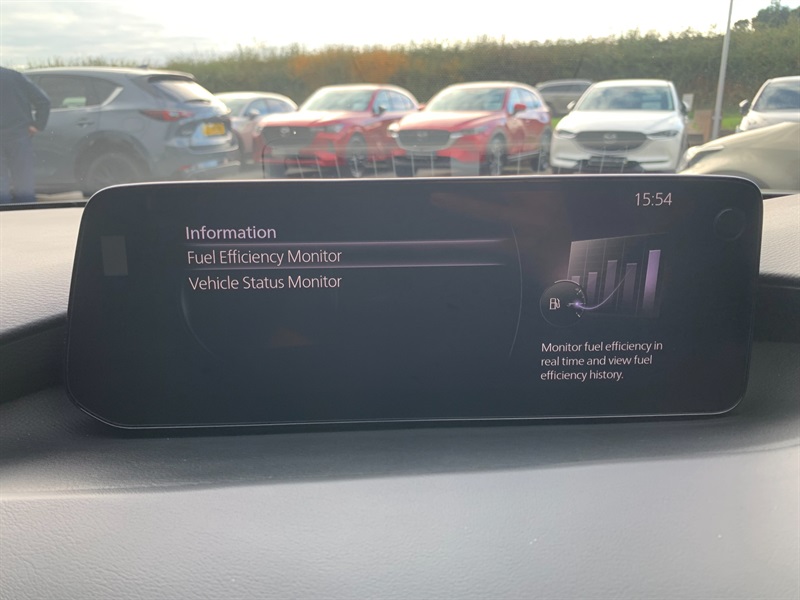 15:54
Information
Fuel Efficiency Monitor
Vehicle Status Monitor
Monitor fuel efficiency in
real time and view fuel
efficiency history.